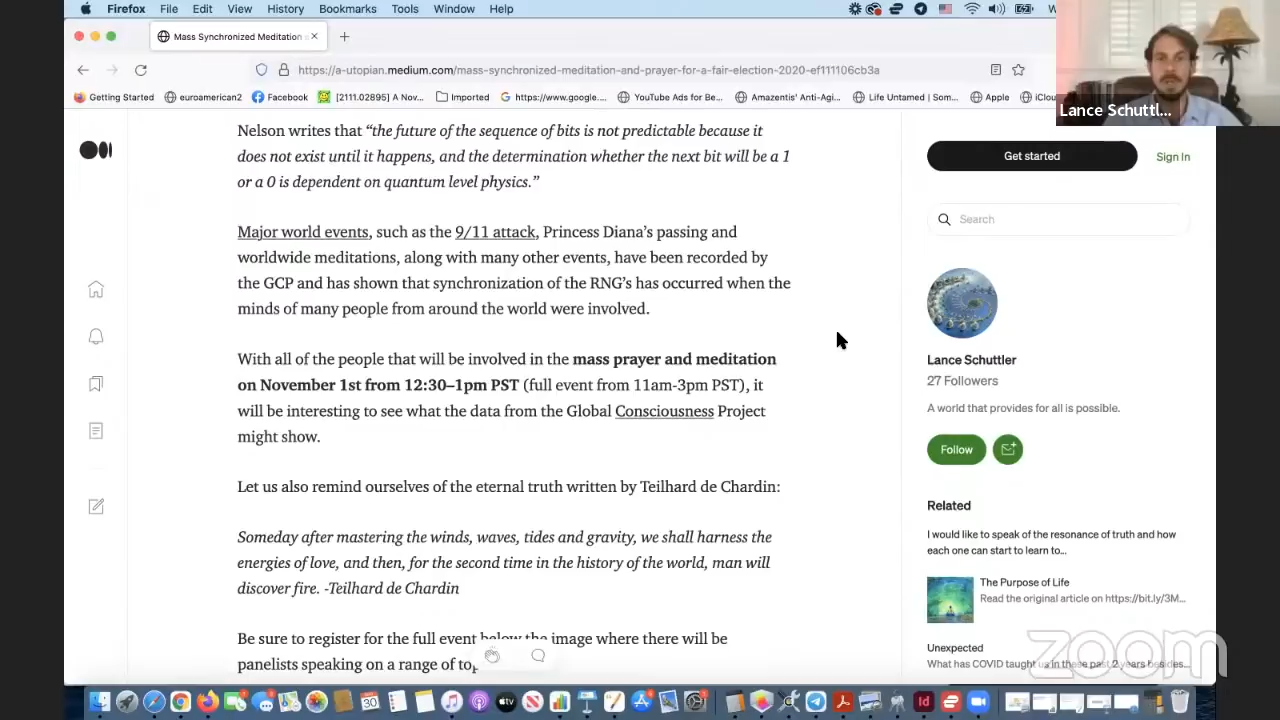 Firefox File Edit View History Bookmarks Tools Window Help
Mass Synchronized Meditation
https://a-utopian.medium.com/mass-synchronized-meditation-and-prayer-for-a-fair-election-2020-ef111106cb3a
Getting Started euroamerican2 Facebook [2111.02895] A Nov... Imported https://www.google.... YouTube Ads for Be... Amazentis' Anti-Agi... Life Untamed | Som... Apple iClou
Lance Schuttl...
Nelson writes that “the future of the sequence of bits is not predictable because it
does not exist until it happens, and the determination whether the next bit will be a 1
or a 0 is dependent on quantum level physics.”
Major world events, such as the 9/11 attack, Princess Diana’s passing and
worldwide meditations, along with many other events, have been recorded by
the GCP and has shown that synchronization of the RNG’s has occurred when the
minds of many people from around the world were involved.
With all of the people that will be involved in the mass prayer and meditation
on November 1st from 12:30–1pm PST (full event from 11am-3pm PST), it
will be interesting to see what the data from the Global Consciousness Project
might show.
Let us also remind ourselves of the eternal truth written by Teilhard de Chardin:
Someday after mastering the winds, waves, tides and gravity, we shall harness the
energies of love, and then, for the second time in the history of the world, man will
discover fire. -Teilhard de Chardin
Be sure to register for the full event below the image where there will be
panelists speaking on a range of
Get started Sign In
Search
Lance Schuttler
27 Followers
A world that provides for all is possible.
Follow
Related
I would like to speak of the resonance of truth and how
each one can start to learn to...
The Purpose of Life
Read the original article on https://bit.ly/3M...
Unexpected
What has COVID taught us in these past 2 years besides...
zoom